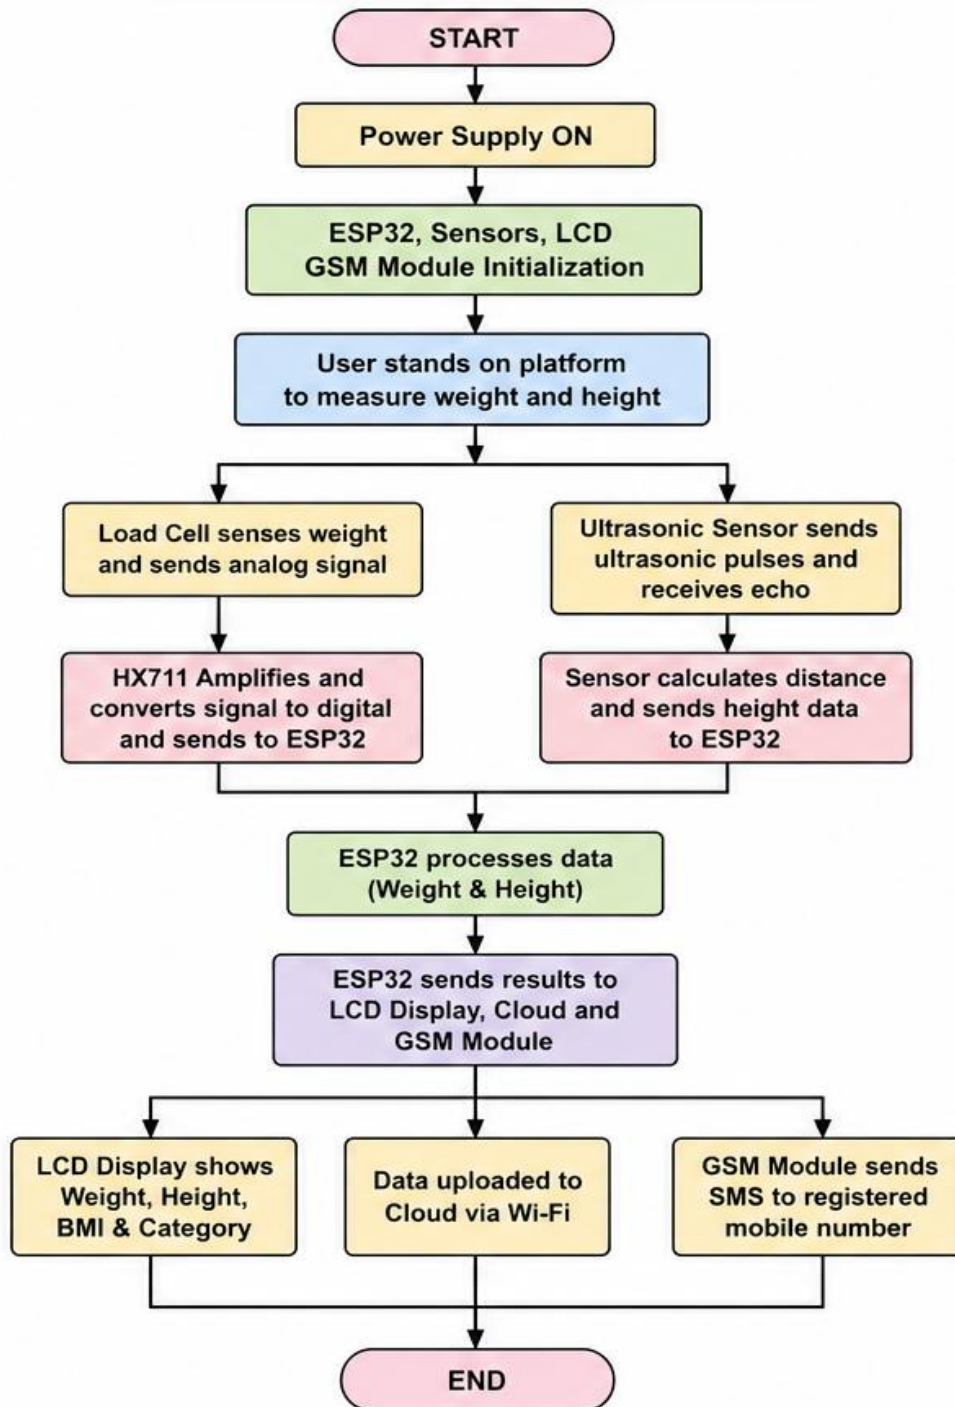 START
Power Supply ON
ESP32, Sensors, LCD
GSM Module Initialization
User stands on platform
to measure weight and height
Load Cell senses weight
and sends analog signal
Ultrasonic Sensor sends
ultrasonic pulses and
receives echo
HX711 Amplifies and
converts signal to digital
and sends to ESP32
Sensor calculates distance
and sends height data
to ESP32
ESP32 processes data
(Weight & Height)
ESP32 sends results to
LCD Display, Cloud and
GSM Module
LCD Display shows
Weight, Height,
BMI & Category
Data uploaded to
Cloud via Wi-Fi
GSM Module sends
SMS to registered
mobile number
END